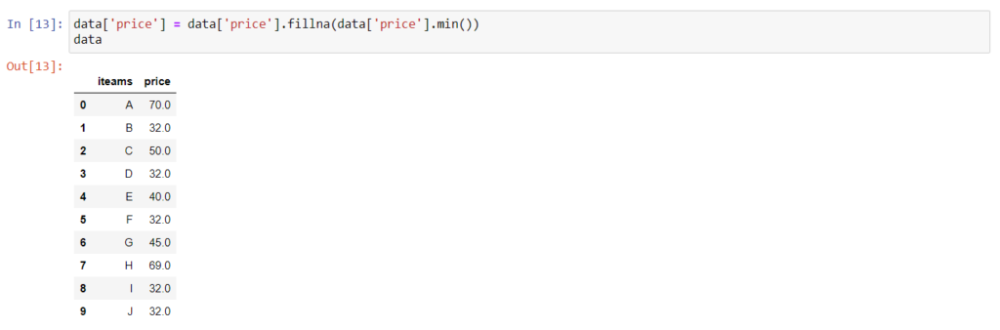 In [13]: data['price'] = data['price'].fillna(data['price'].min())
data
Out[13]:
iteams price
0 A 70.0
1 B 32.0
2 C 50.0
3 D 32.0
4 E 40.0
5 F 32.0
6 G 45.0
7 H 69.0
8 I 32.0
9 J 32.0